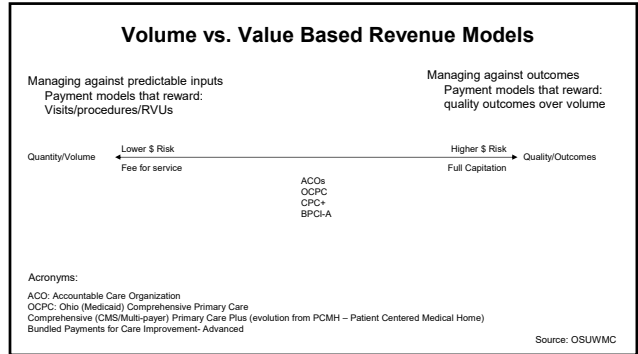 Volume vs. Value Based Revenue Models
Managing against predictable inputs
Payment models that reward:
Visits/procedures/RVUs
Managing against outcomes
Payment models that reward:
quality outcomes over volume
Quantity/Volume
Lower $ Risk
Higher $ Risk
Quality/Outcomes
Fee for service
Full Capitation
ACOs
OCPC
CPC+
BPCI-A
Acronyms:
ACO: Accountable Care Organization
OCPC: Ohio (Medicaid) Comprehensive Primary Care
Comprehensive (CMS/Multi-payer) Primary Care Plus (evolution from PCMH – Patient Centered Medical Home)
Bundled Payments for Care Improvement- Advanced
Source: OSUWMC